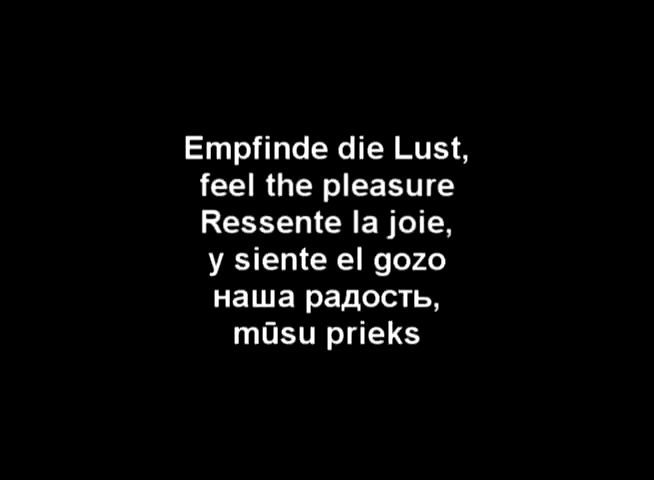 Empfinde die Lust,
feel the pleasure
Ressente la joie,
y siente el gozo
наша радость,
mūsu prieks